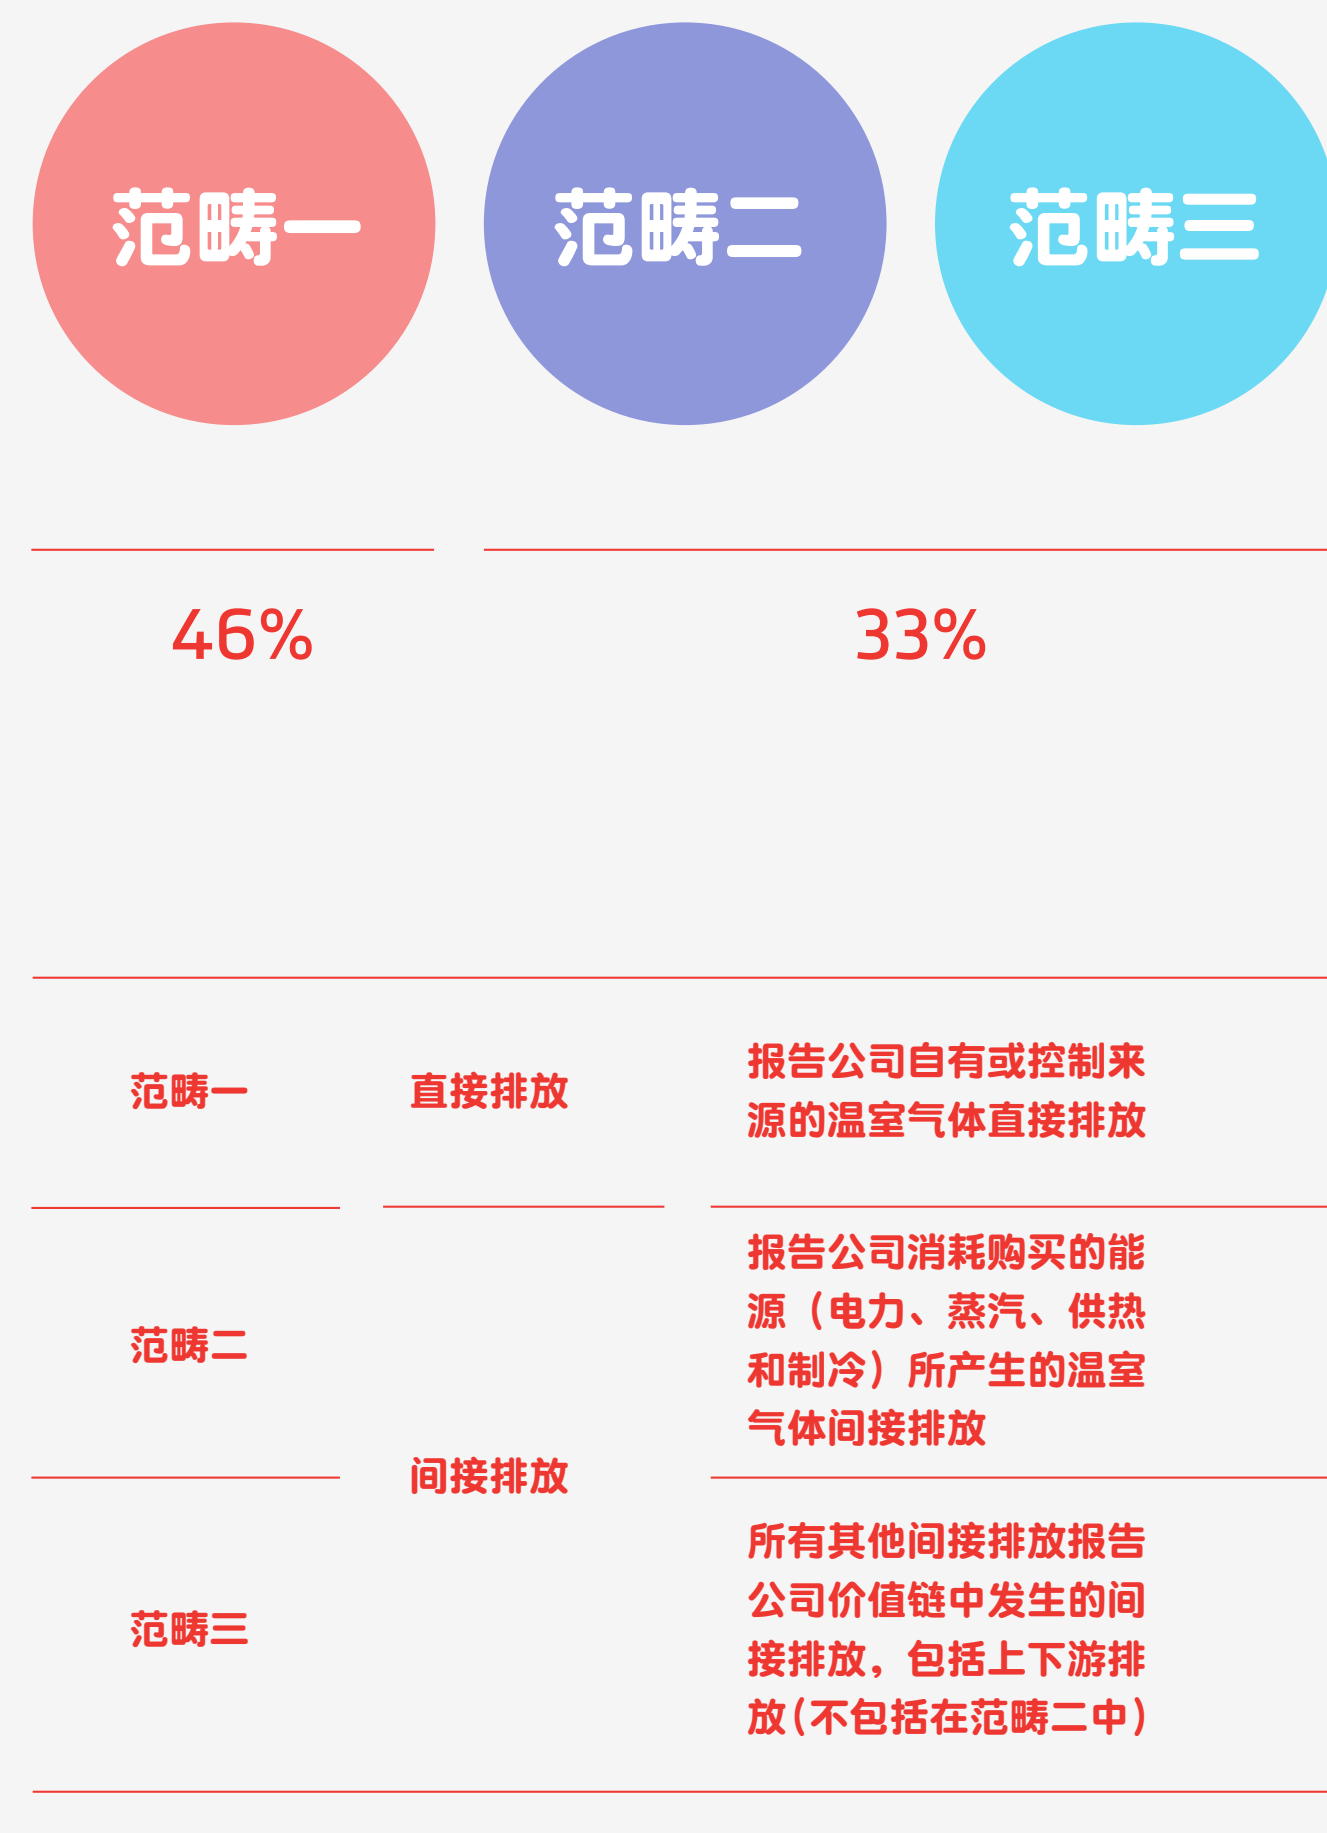 范畴一
范畴二
范畴三
46%
33%
范畴一
直接排放
报告公司自有或控制来
源的温室气体直接排放
范畴二
间接排放
报告公司消耗购买的能
源（电力、蒸汽、供热
和制冷）所产生的温室
气体间接排放
范畴三
所有其他间接排放报告
公司价值链中发生的间
接排放，包括上下游排
放(不包括在范畴二中)